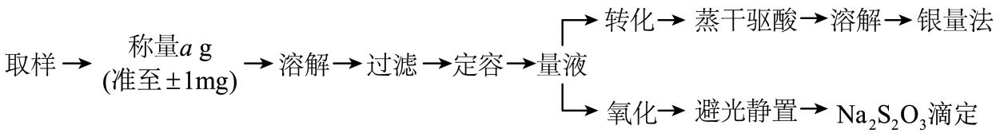 转化→蒸干驱酸→溶解→银量法
取样→称量a g→溶解→过滤→定容→量液
(准至±1mg)
氧化→避光静置→Na₂S₂O₃滴定